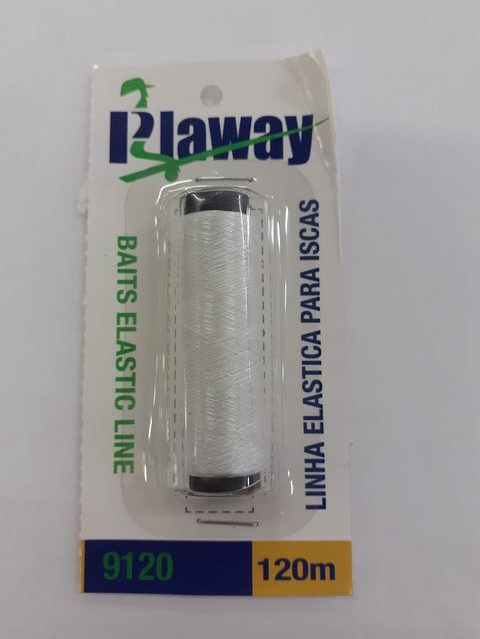 Plaway
BAITS ELASTIC LINE
LINHA ELASTICA PARA ISCAS
9120
120m